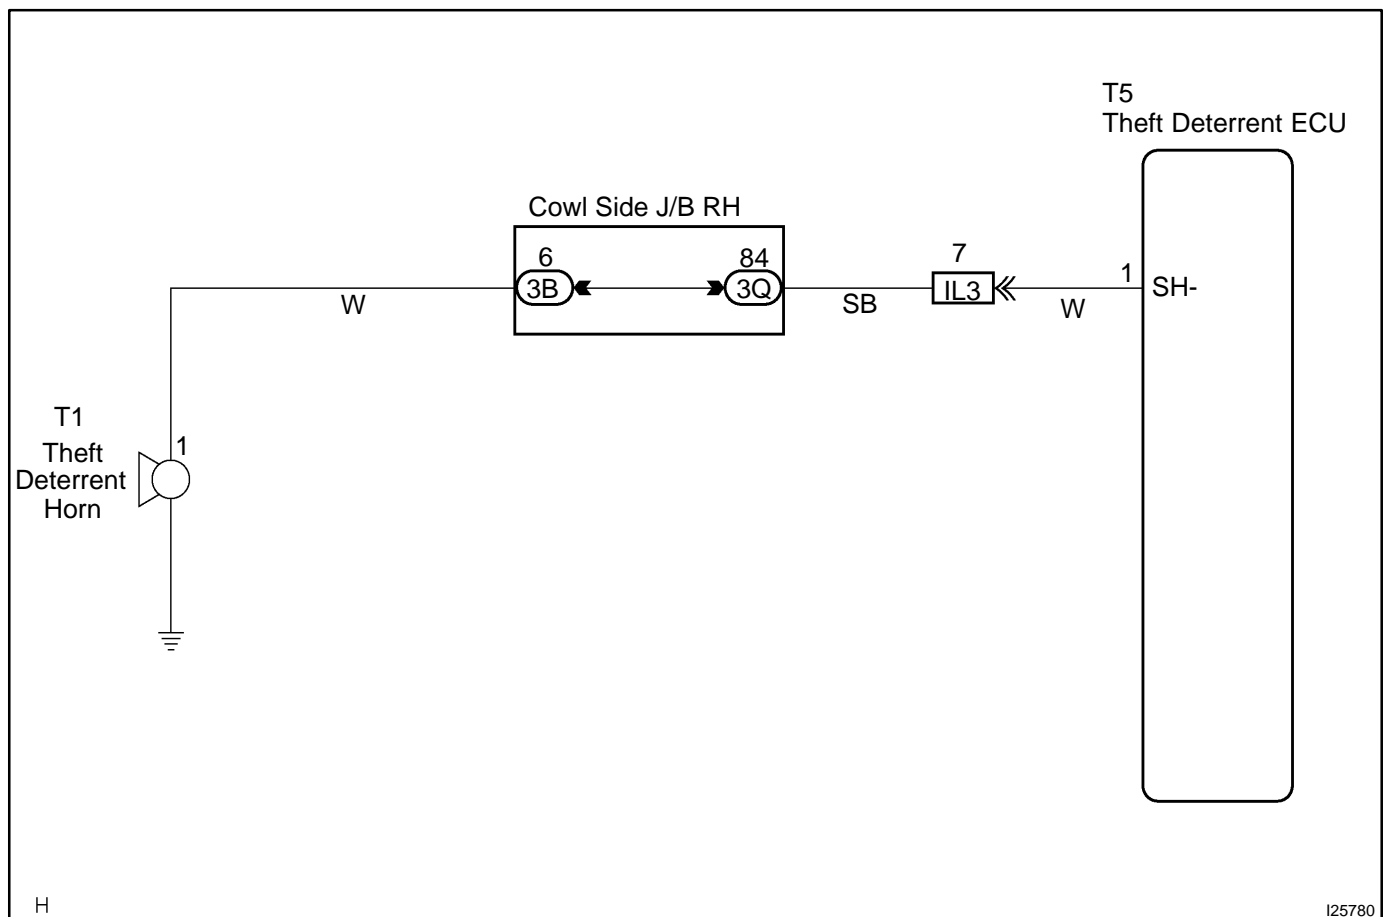 T5
Theft Deterrent ECU
Cowl Side J/B RH
6
84
7
3B
3Q
IL3
1
SH-
W
SB
W
T1
Theft
Deterrent
Horn
1
H
I25780